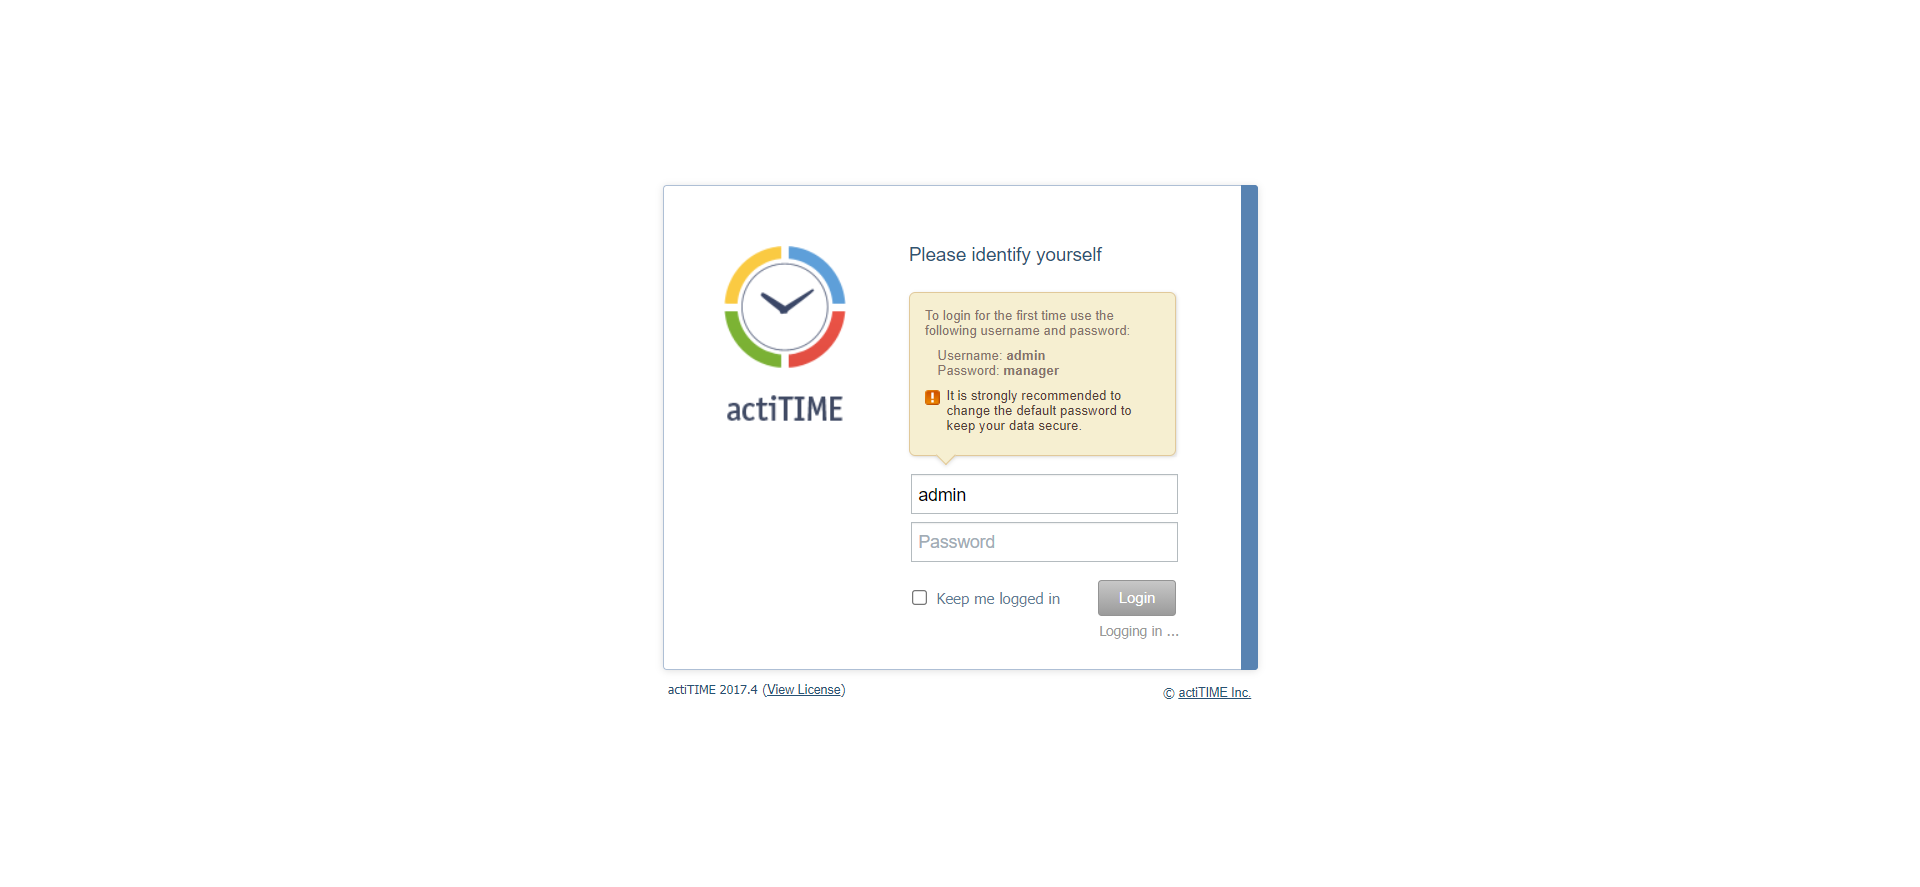 Please identify yourself
To login for the first time use the
following username and password:
Username: admin
Password: manager
It is strongly recommended to
change the default password to
keep your data secure.
actiTIME
admin
Password
Keep me logged in
Login
Logging in ...
actiTIME 2017.4 (View License)
© actiTIME Inc.